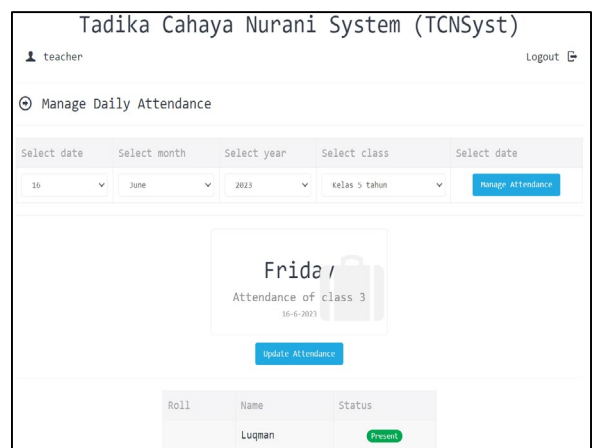 Tadika Cahaya Nurani System (TCNSyst)
teacher
Logout
Manage Daily Attendance
Select date Select month Select year Select class Select date
16 June 2023 Kelas 5 tahun Manage Attendance
Friday
Attendance of class 3
16-6-2023
Update Attendance
Roll Name Status
Luqman Present